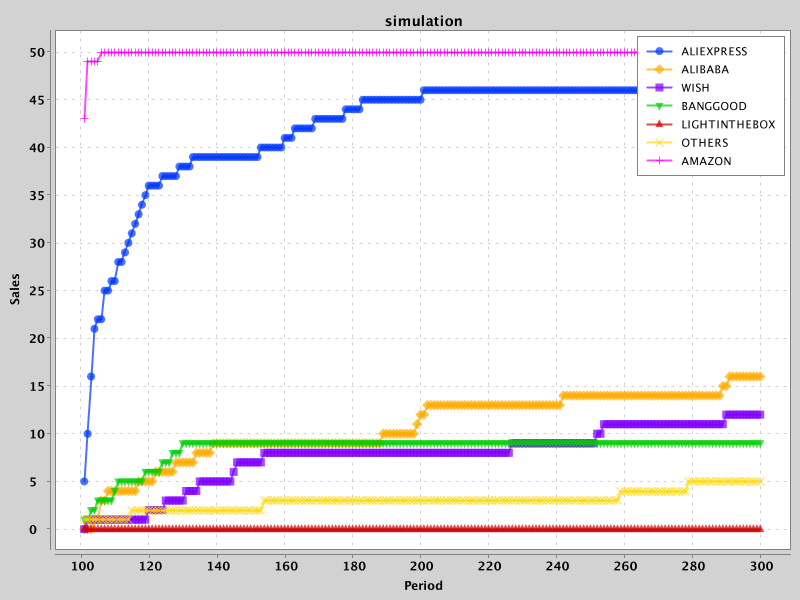 simulation
50
45
40
35
30
25
20
15
10
5
0
Sales
ALIEXPRESS
ALIBABA
WISH
BANGGOOD
LIGHTINTHEBOX
OTHERS
AMAZON
100 120 140 160 180 200 220 240 260 280 300
Period